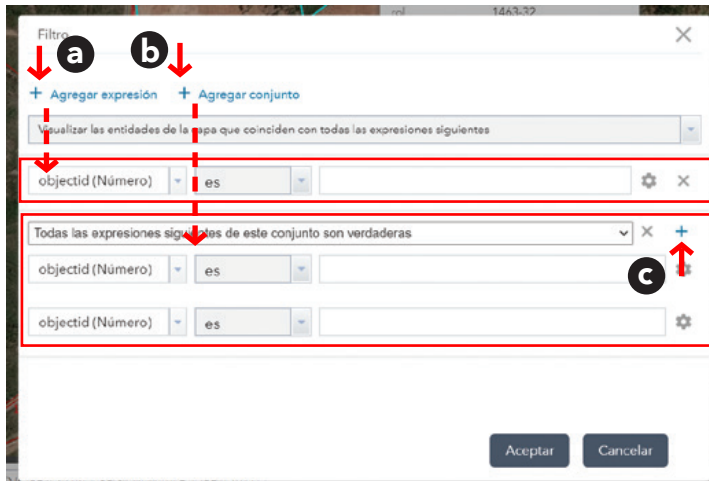 rol 1463-32
Filtro
a b
+ Agregar expresión + Agregar conjunto
Visualizar las entidades de la capa que coinciden con todas las expresiones siguientes
objectid (Número) es
Todas las expresiones siguientes de este conjunto son verdaderas
objectid (Número) es
c
objectid (Número) es
Aceptar Cancelar